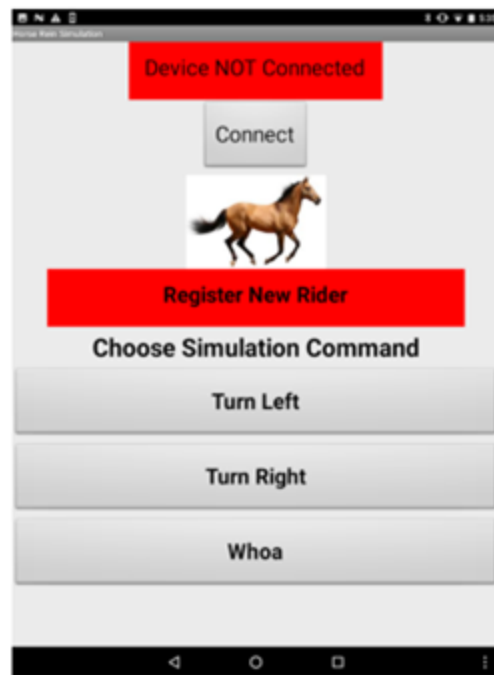 Horse Rein Simulation
Device NOT Connected
Connect
Register New Rider
Choose Simulation Command
Turn Left
Turn Right
Whoa